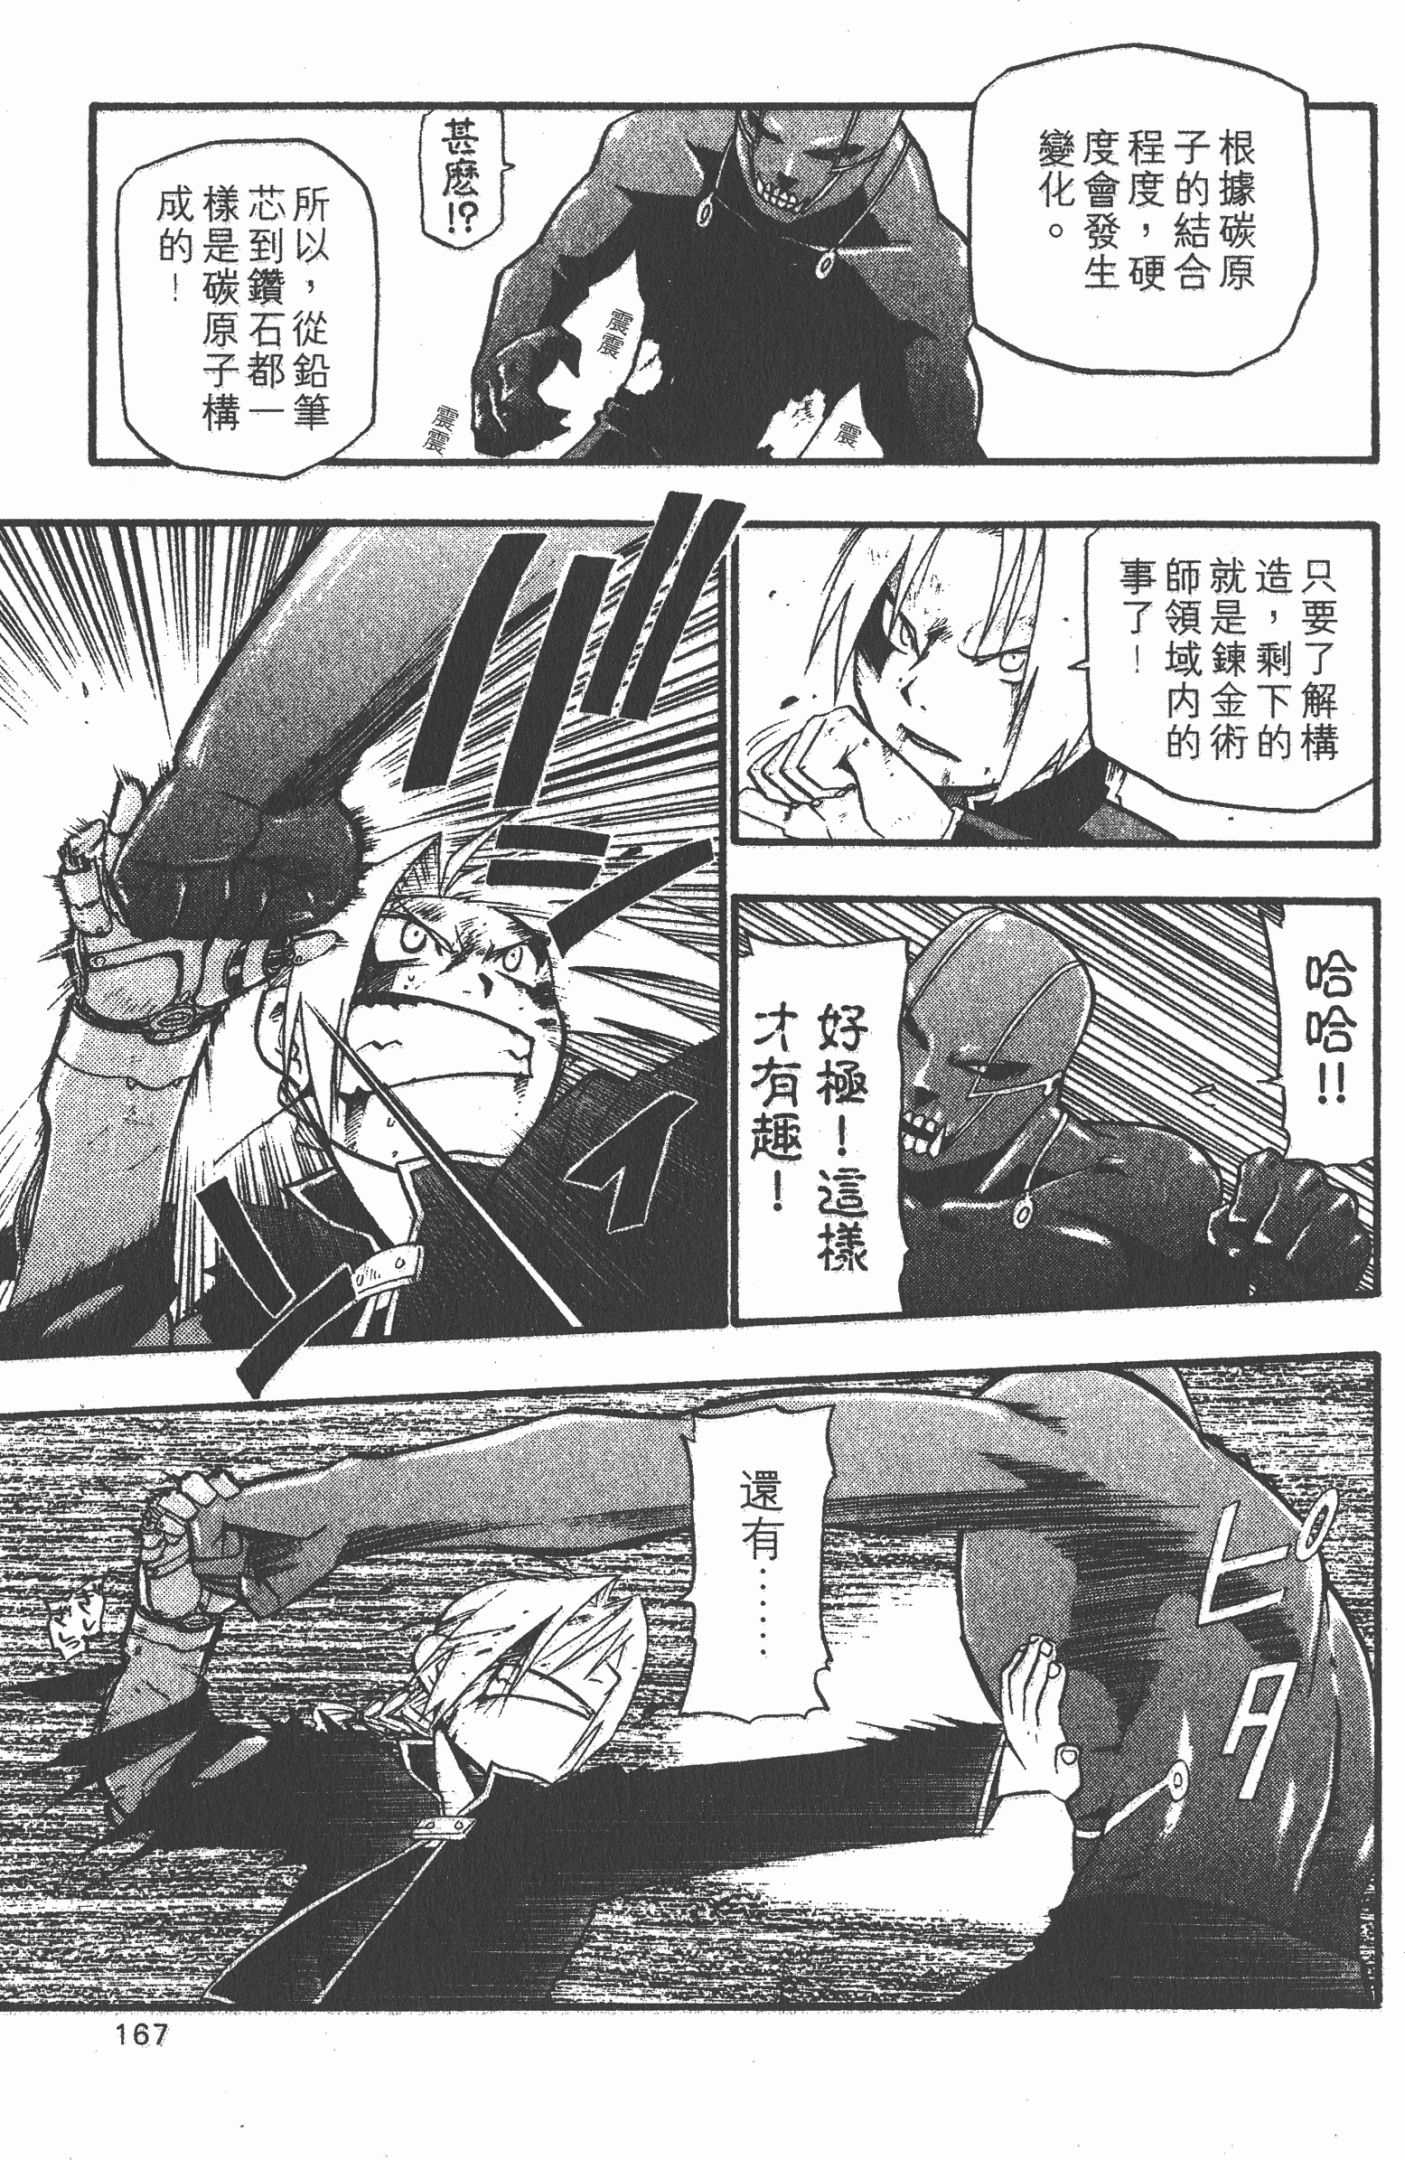 根據碳原
子的結合
程度，硬
度會發生
變化。
甚麽!?
震震
震震
震
所以，從鉛筆
芯到鑽石都一
樣是碳原子構
成的！
只要了解構
造，剩下的
就是鍊金術
師領域內的
事了！
哈哈!!
好極！這樣
才有趣！
還有……
ピタ
167